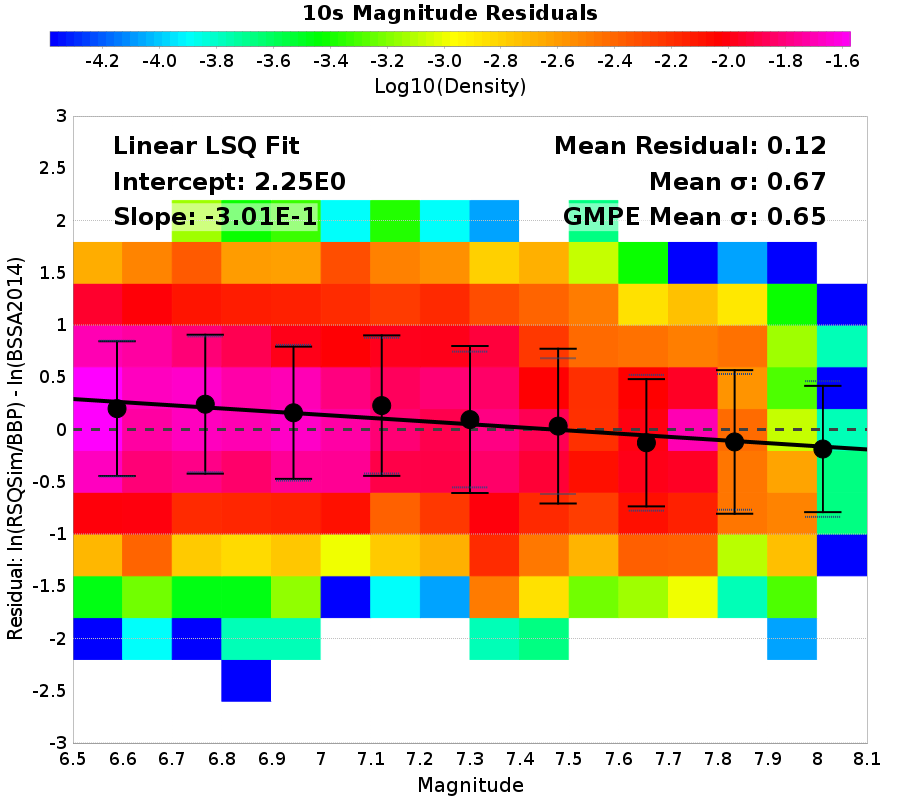 10s Magnitude Residuals
-4.2 -4.0 -3.8 -3.6 -3.4 -3.2 -3.0 -2.8 -2.6 -2.4 -2.2 -2.0 -1.8 -1.6
Log10(Density)
Linear LSQ Fit
Intercept: 2.25E0
Slope: -3.01E-1
Mean Residual: 0.12
Mean σ: 0.67
GMPE Mean σ: 0.65
Residual: ln(RSQSim/BBP) - ln(BSSA2014)
3
2.5
2
1.5
1
0.5
0
-0.5
-1
-1.5
-2
-2.5
-3
6.5 6.6 6.7 6.8 6.9 7 7.1 7.2 7.3 7.4 7.5 7.6 7.7 7.8 7.9 8 8.1
Magnitude